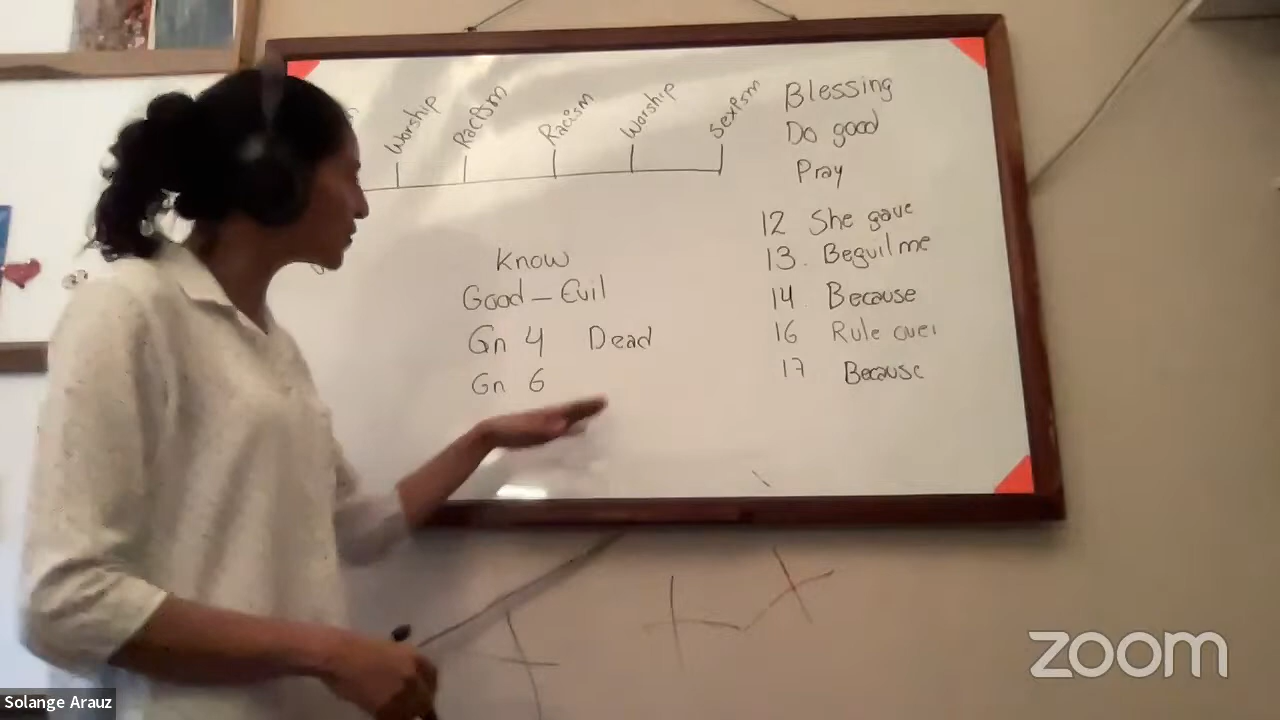 Worship
Racism
Racism
Worship
Sexism
Blessing
Do good
Pray
12 She gave
13. Beguil me
14 Because
16 Rule over
17 Because
Know
Good - Evil
Gn 4 Dead
Gn 6
zoom
Solange Arauz